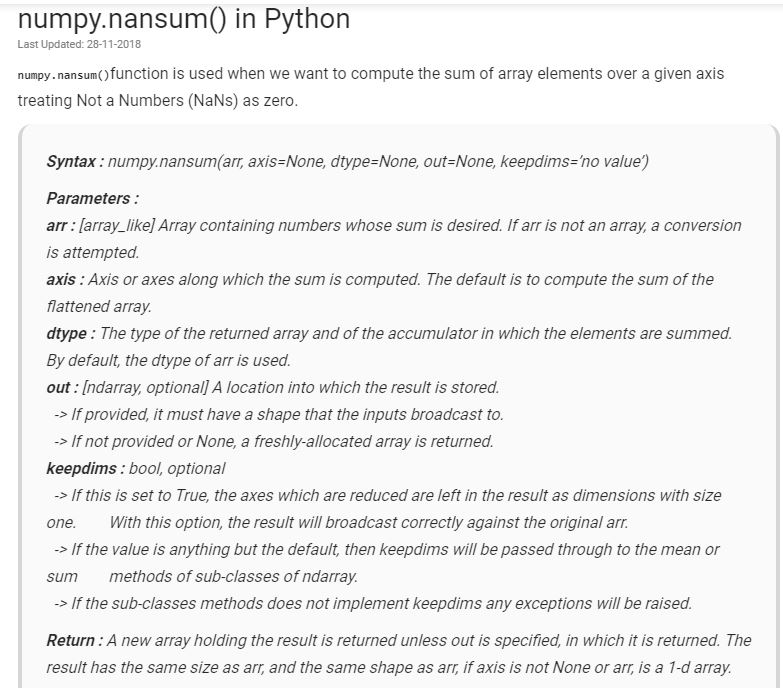 numpy.nansum() in Python
Last Updated: 28-11-2018
numpy.nansum()function is used when we want to compute the sum of array elements over a given axis
treating Not a Numbers (NaNs) as zero.
Syntax : numpy.nansum(arr, axis=None, dtype=None, out=None, keepdims=’no value’)
Parameters :
arr : [array_like] Array containing numbers whose sum is desired. If arr is not an array, a conversion
is attempted.
axis : Axis or axes along which the sum is computed. The default is to compute the sum of the
flattened array.
dtype : The type of the returned array and of the accumulator in which the elements are summed.
By default, the dtype of arr is used.
out : [ndarray, optional] A location into which the result is stored.
-> If provided, it must have a shape that the inputs broadcast to.
-> If not provided or None, a freshly-allocated array is returned.
keepdims : bool, optional
-> If this is set to True, the axes which are reduced are left in the result as dimensions with size
one. With this option, the result will broadcast correctly against the original arr.
-> If the value is anything but the default, then keepdims will be passed through to the mean or
sum methods of sub-classes of ndarray.
-> If the sub-classes methods does not implement keepdims any exceptions will be raised.
Return : A new array holding the result is returned unless out is specified, in which it is returned. The
result has the same size as arr, and the same shape as arr, if axis is not None or arr, is a 1-d array.